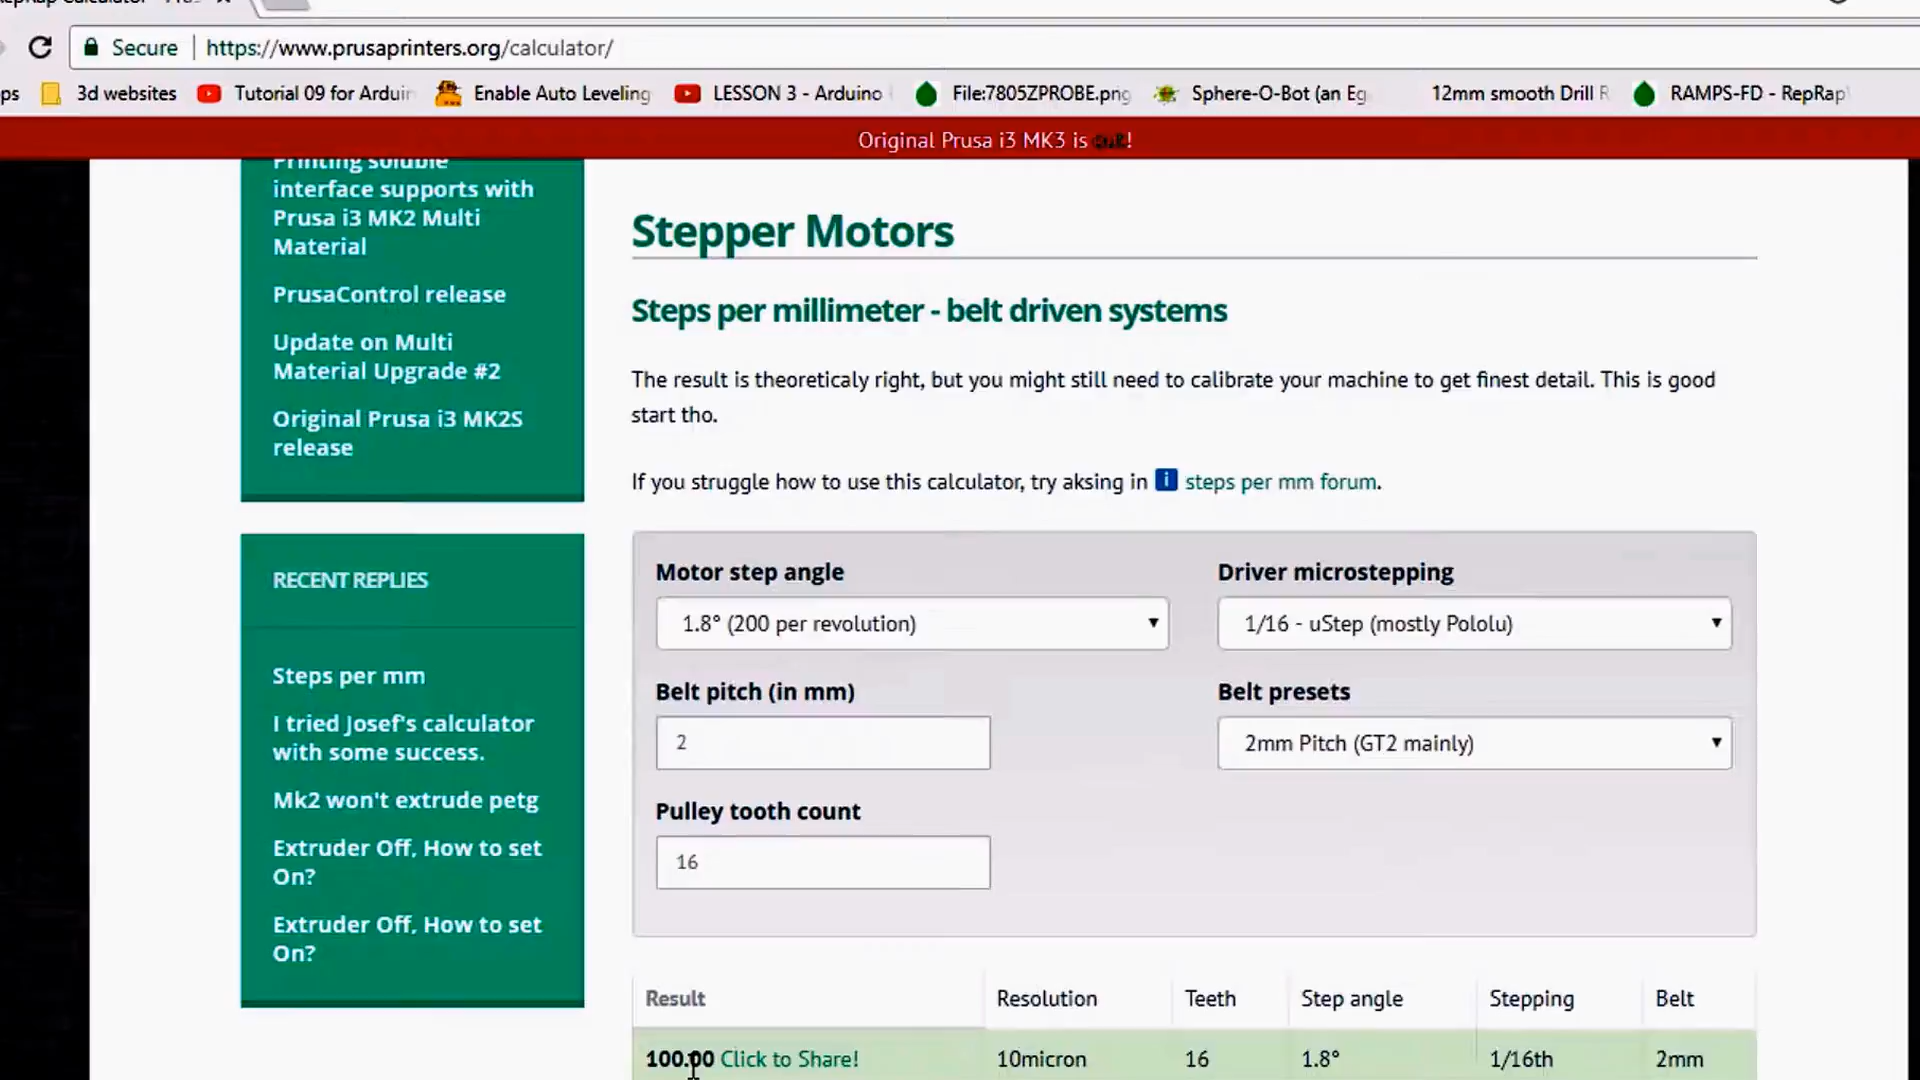 Secure https://www.prusaprinters.org/calculator/
3d websites Tutorial 09 for Arduin Enable Auto Leveling LESSON 3 - Arduino File:7805ZPROBE.png Sphere-O-Bot (an Eg 12mm smooth Drill R RAMPS-FD - RepRap
Original Prusa i3 MK3 is out!
Printing soluble
interface supports with
Prusa i3 MK2 Multi
Material
PrusaControl release
Update on Multi
Material Upgrade #2
Original Prusa i3 MK2S
release
RECENT REPLIES
Steps per mm
I tried Josef's calculator
with some success.
Mk2 won't extrude petg
Extruder Off, How to set
On?
Extruder Off, How to set
On?
Stepper Motors
Steps per millimeter - belt driven systems
The result is theoreticaly right, but you might still need to calibrate your machine to get finest detail. This is good
start tho.
If you struggle how to use this calculator, try aksing in i steps per mm forum.
Motor step angle Driver microstepping
1.8° (200 per revolution) 1/16 - uStep (mostly Pololu)
Belt pitch (in mm) Belt presets
2 2mm Pitch (GT2 mainly)
Pulley tooth count
16
Result Resolution Teeth Step angle Stepping Belt
100.00 Click to Share! 10micron 16 1.8° 1/16th 2mm